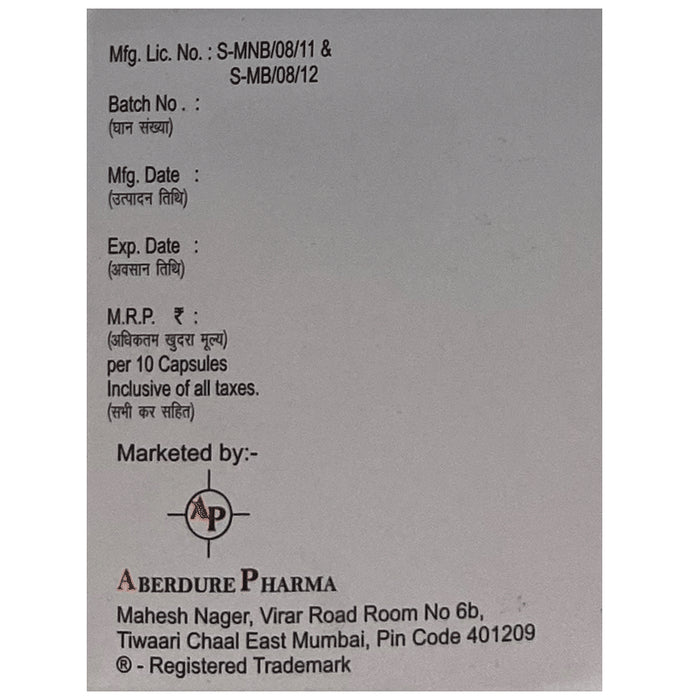 Mfg. Lic. No. : S-MNB/08/11 &
S-MB/08/12
Batch No . :
(घान संख्या)
Mfg. Date :
(उत्पादन तिथि)
Exp. Date :
(अवसान तिथि)
M.R.P. ₹ :
(अधिकतम खुदरा मूल्य)
per 10 Capsules
Inclusive of all taxes.
(सभी कर सहित)
Marketed by:-
AP
ABERDURE PHARMA
Mahesh Nager, Virar Road Room No 6b,
Tiwaari Chaal East Mumbai, Pin Code 401209
® - Registered Trademark